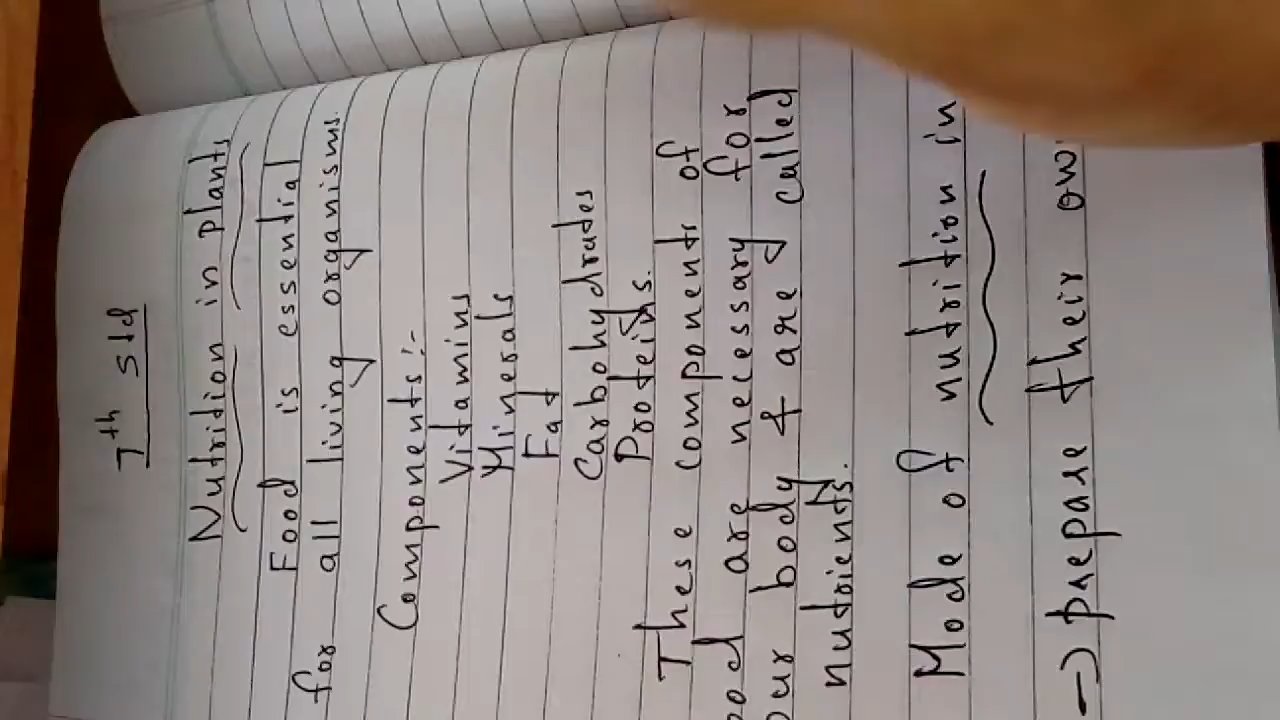 7th std
Nutrition in plants
Food is essential
for all living organisms.
Components:-
Vitamins
Minerals
Fat
Carbohydrates
Proteins.
These components of
ood are necessary for
our body & are called
nutrients.
Mode of nutrition in
→ prepare their ow